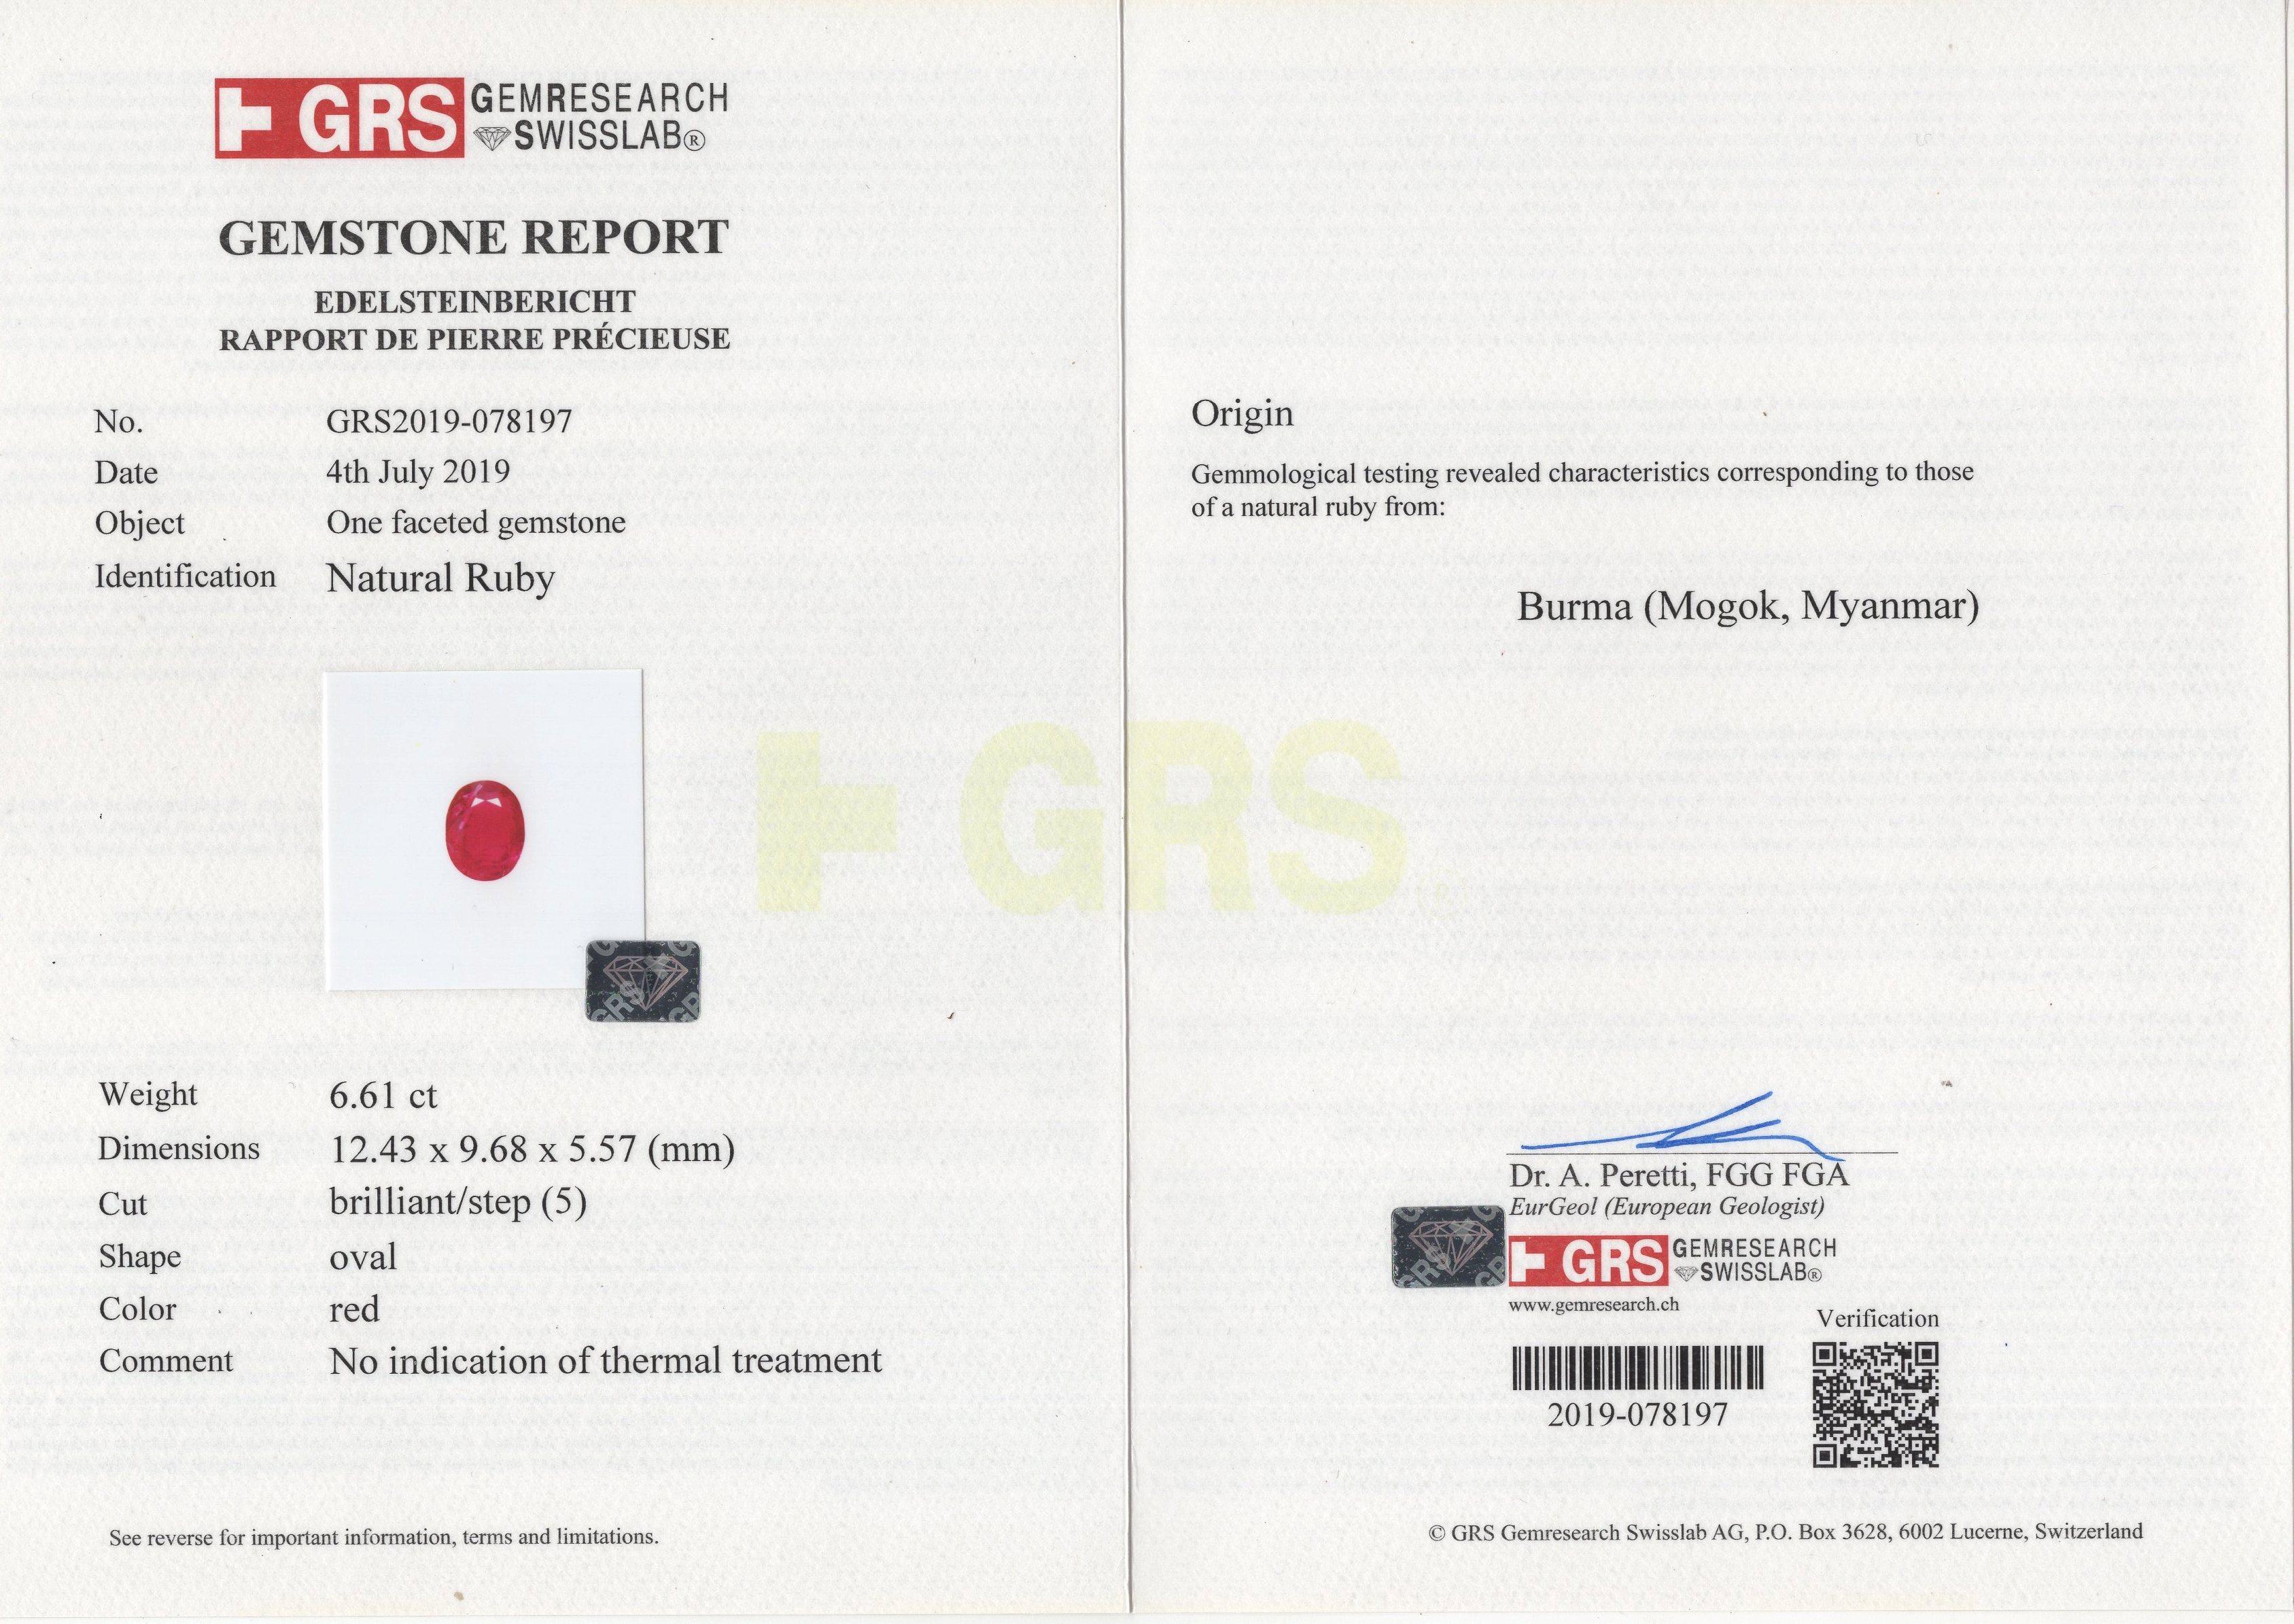 GRS GEMRESEARCH
SWISSLAB®
GEMSTONE REPORT
EDELSTEINBERICHT
RAPPORT DE PIERRE PRÉCIEUSE
No. GRS2019-078197
Date 4th July 2019
Object One faceted gemstone
Identification Natural Ruby
GRS
GRS
Weight 6.61 ct
Dimensions 12.43 x 9.68 x 5.57 (mm)
Cut brilliant/step (5)
Shape oval
Color red
Comment No indication of thermal treatment
See reverse for important information, terms and limitations.
GRS®
Origin
Gemmological testing revealed characteristics corresponding to those
of a natural ruby from:
Burma (Mogok, Myanmar)
Dr. A. Peretti, FGG FGA
EurGeol (European Geologist)
GRS
GRS GEMRESEARCH
SWISSLAB®
www.gemresearch.ch
Verification
2019-078197
© GRS Gemresearch Swisslab AG, P.O. Box 3628, 6002 Lucerne, Switzerland